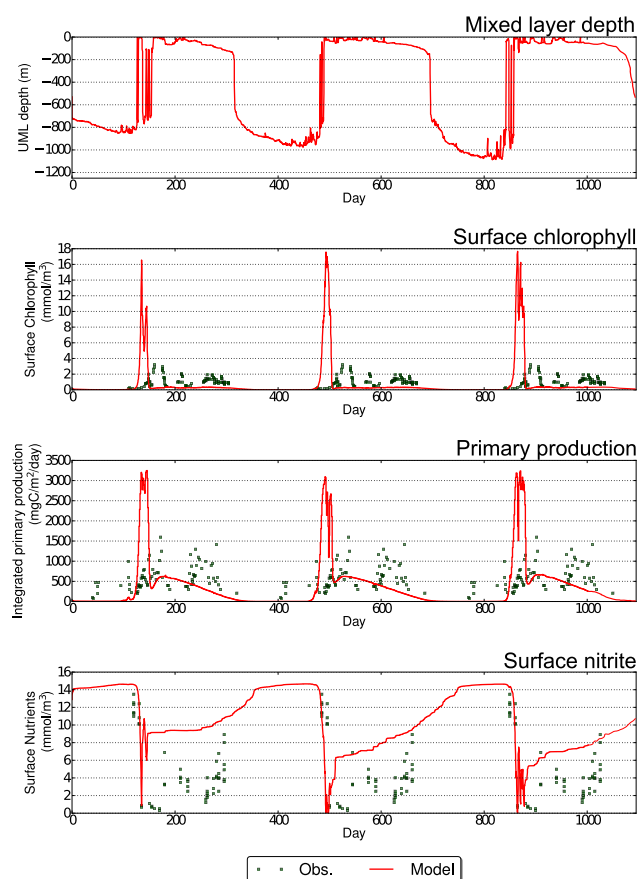 Mixed layer depth
UML depth (m)
0
−200
−400
−600
−800
−1000
−1200
0 200 400 600 800 1000
Day
Surface chlorophyll
Surface Chlorophyll
(mmol/m³)
18
16
14
12
10
8
6
4
2
0
0 200 400 600 800 1000
Day
Primary production
Integrated primary production
(mgC/m²/day)
3500
3000
2500
2000
1500
1000
500
0
0 200 400 600 800 1000
Day
Surface nitrite
Surface Nutrients
(mmol/m³)
16
14
12
10
8
6
4
2
0
0 200 400 600 800 1000
Day
Obs. Model